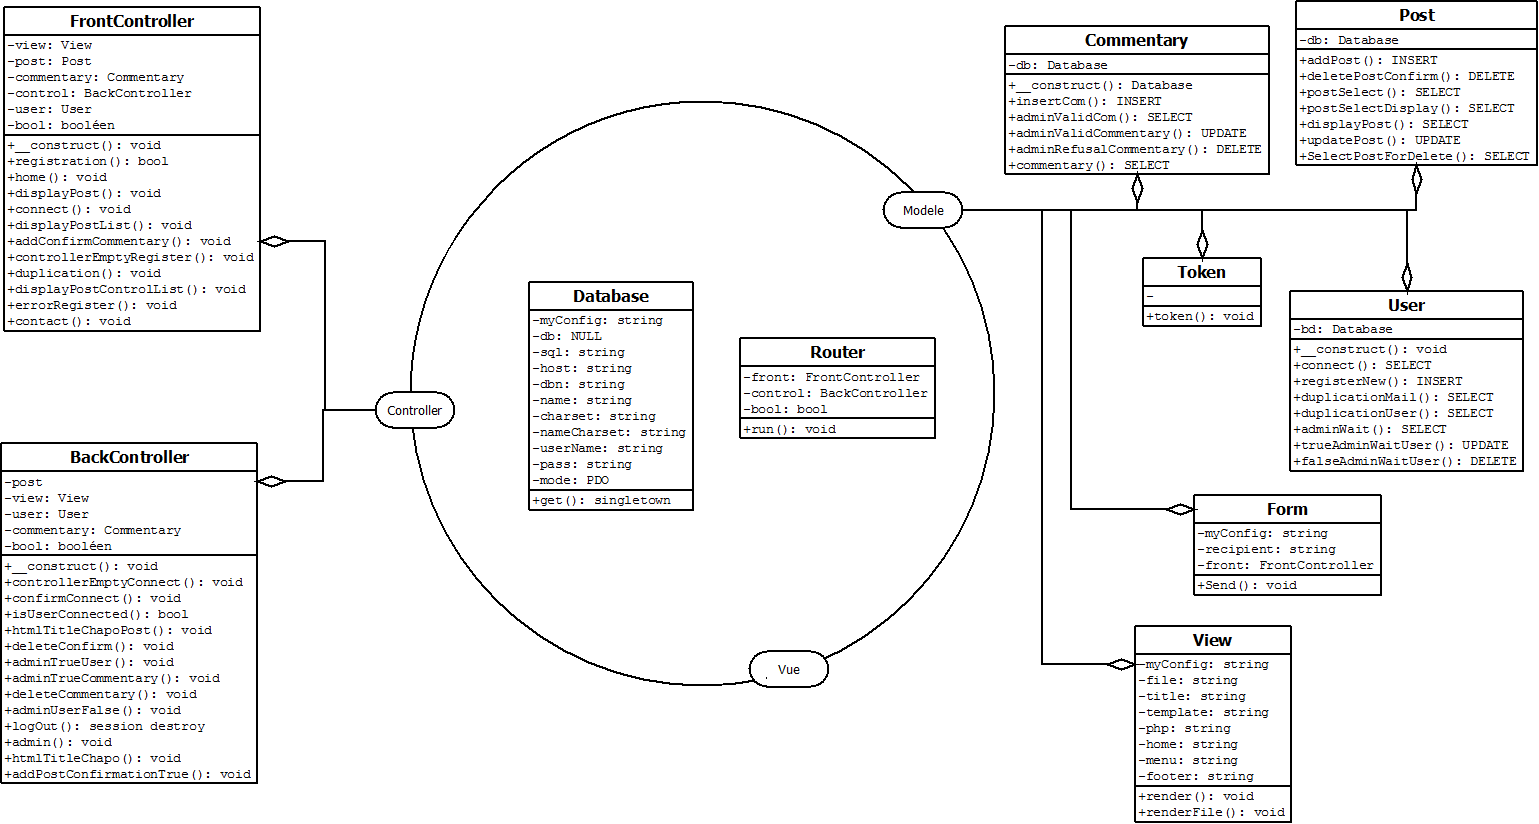 FrontController
-view: View
-post: Post
-commentary: Commentary
-control: BackController
-user: User
-bool: booléen
+__construct(): void
+registration(): bool
+home(): void
+displayPost(): void
+connect(): void
+displayPostList(): void
+addConfirmCommentary(): void
+controllerEmptyRegister(): void
+duplication(): void
+displayPostControlList(): void
+errorRegister(): void
+contact(): void
BackController
-post
-view: View
-user: User
-commentary: Commentary
-bool: booléen
+__construct(): void
+controllerEmptyConnect(): void
+confirmConnect(): void
+isUserConnected(): bool
+htmlTitleChapoPost(): void
+deleteConfirm(): void
+adminTrueUser(): void
+adminTrueCommentary(): void
+deleteCommentary(): void
+adminUserFalse(): void
+logOut(): session destroy
+admin(): void
+htmlTitleChapo(): void
+addPostConfirmationTrue(): void
Controller
Database
-myConfig: string
-db: NULL
-sql: string
-host: string
-dbn: string
-name: string
-charset: string
-nameCharset: string
-userName: string
-pass: string
-mode: PDO
+get(): singletown
Router
-front: FrontController
-control: BackController
-bool: bool
+run(): void
Vue
Modele
Commentary
-db: Database
+__construct(): Database
+insertCom(): INSERT
+adminValidCom(): SELECT
+adminValidCommentary(): UPDATE
+adminRefusalCommentary(): DELETE
+commentary(): SELECT
Post
-db: Database
+addPost(): INSERT
+deletePostConfirm(): DELETE
+postSelect(): SELECT
+postSelectDisplay(): SELECT
+displayPost(): SELECT
+updatePost(): UPDATE
+SelectPostForDelete(): SELECT
Token
-
+token(): void
User
-bd: Database
+__construct(): void
+connect(): SELECT
+registerNew(): INSERT
+duplicationMail(): SELECT
+duplicationUser(): SELECT
+adminWait(): SELECT
+trueAdminWaitUser(): UPDATE
+falseAdminWaitUser(): DELETE
Form
-myConfig: string
-recipient: string
-front: FrontController
+Send(): void
View
-myConfig: string
-file: string
-title: string
-template: string
-php: string
-home: string
-menu: string
-footer: string
+render(): void
+renderFile(): void